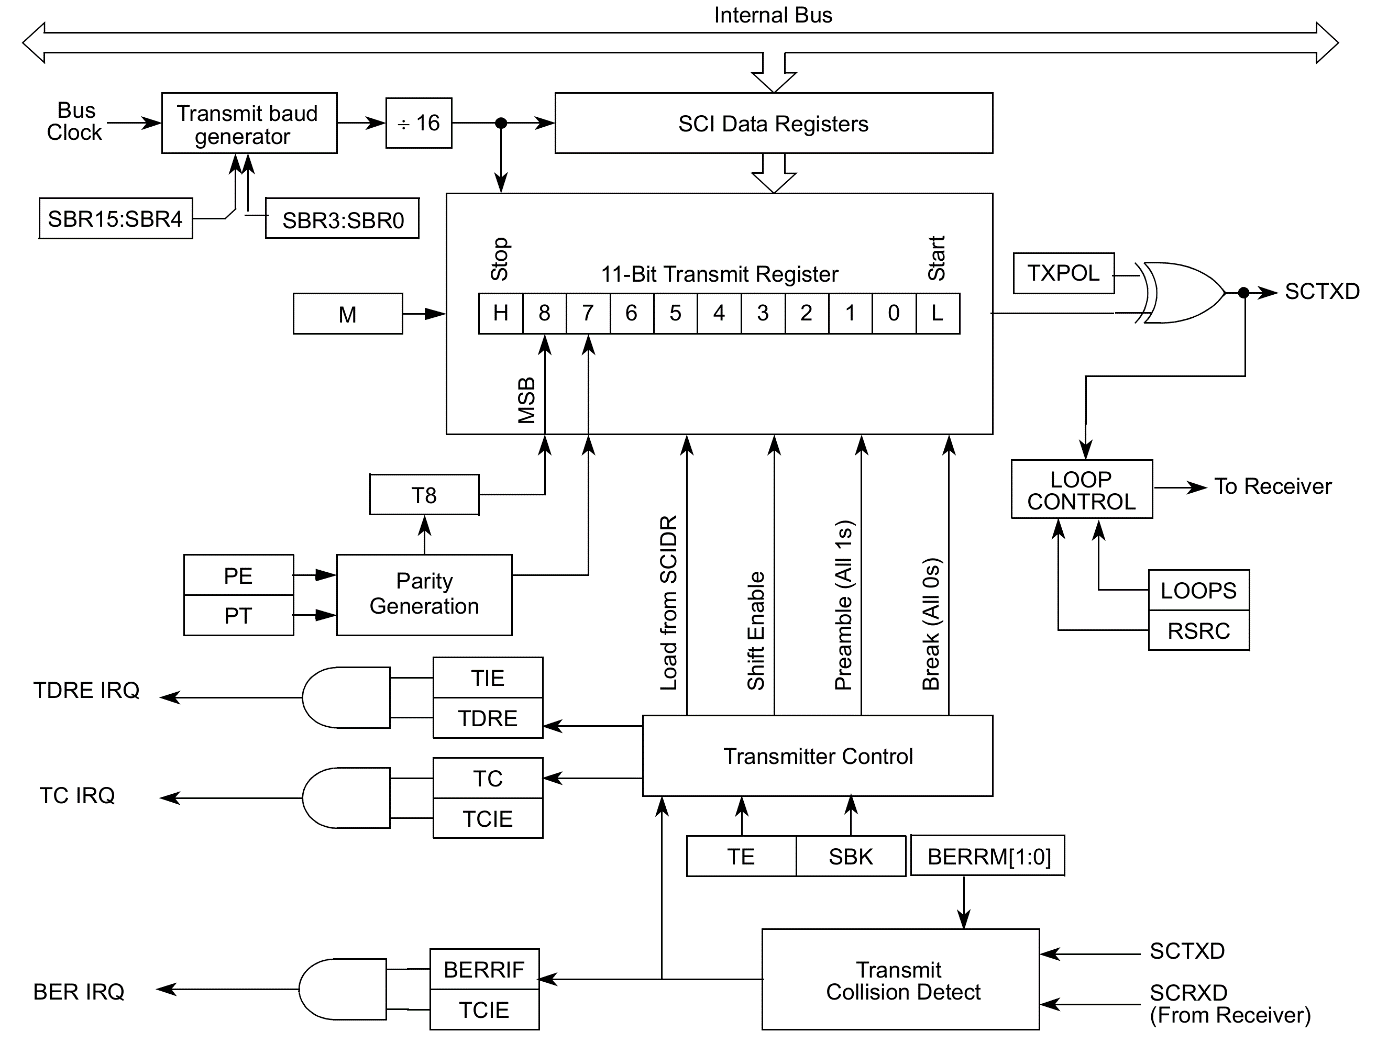 Internal Bus
Bus
Clock
Transmit baud
generator
÷ 16
SCI Data Registers
SBR15:SBR4
SBR3:SBR0
Stop
11-Bit Transmit Register
Start
M
H 8 7 6 5 4 3 2 1 0 L
TXPOL
SCTXD
MSB
T8
LOOP
CONTROL
To Receiver
PE
PT
Parity
Generation
Load from SCIDR
Shift Enable
Preamble (All 1s)
Break (All 0s)
LOOPS
RSRC
TDRE IRQ
TIE
TDRE
Transmitter Control
TC IRQ
TC
TCIE
TE
SBK
BERRM[1:0]
BER IRQ
BERRIF
TCIE
Transmit
Collision Detect
SCTXD
SCRXD
(From Receiver)